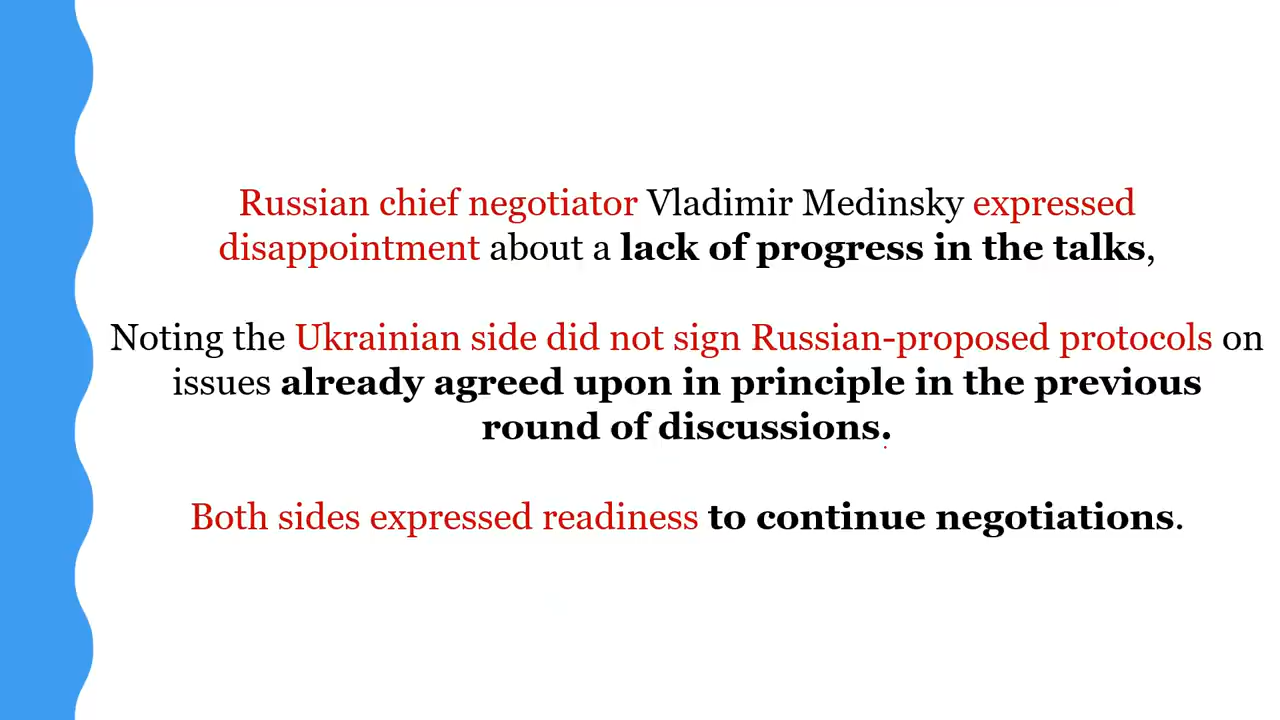 Russian chief negotiator Vladimir Medinsky expressed
disappointment about a lack of progress in the talks,
Noting the Ukrainian side did not sign Russian-proposed protocols on
issues already agreed upon in principle in the previous
round of discussions.
Both sides expressed readiness to continue negotiations.